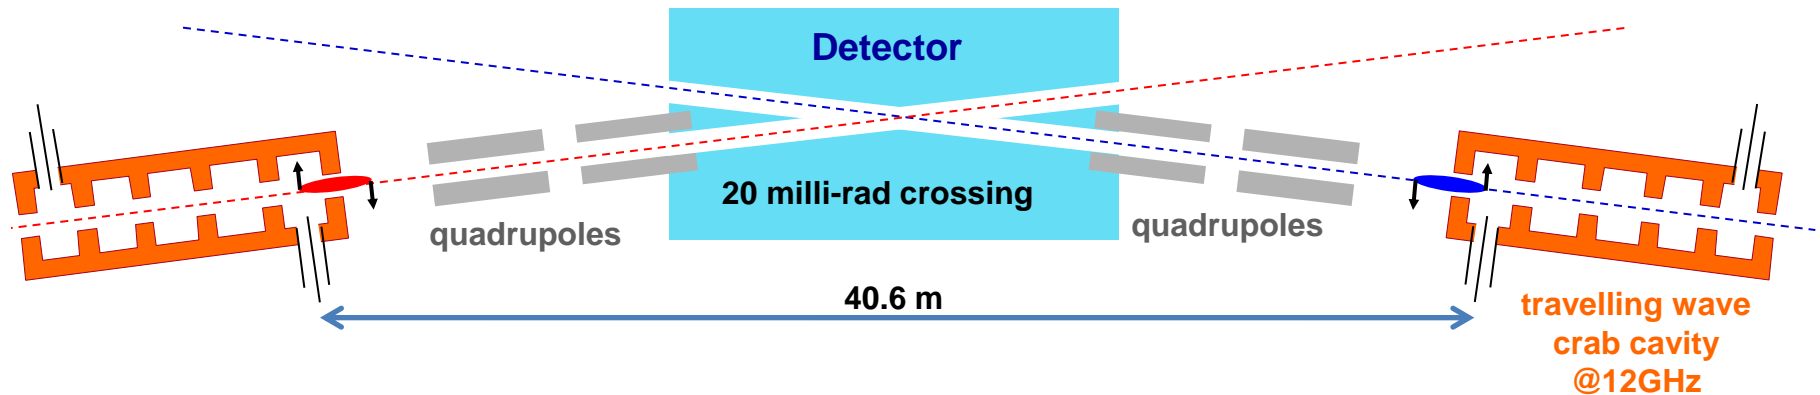 Detector
20 milli-rad crossing
quadrupoles
quadrupoles
40.6 m
travelling wave
crab cavity
@12GHz